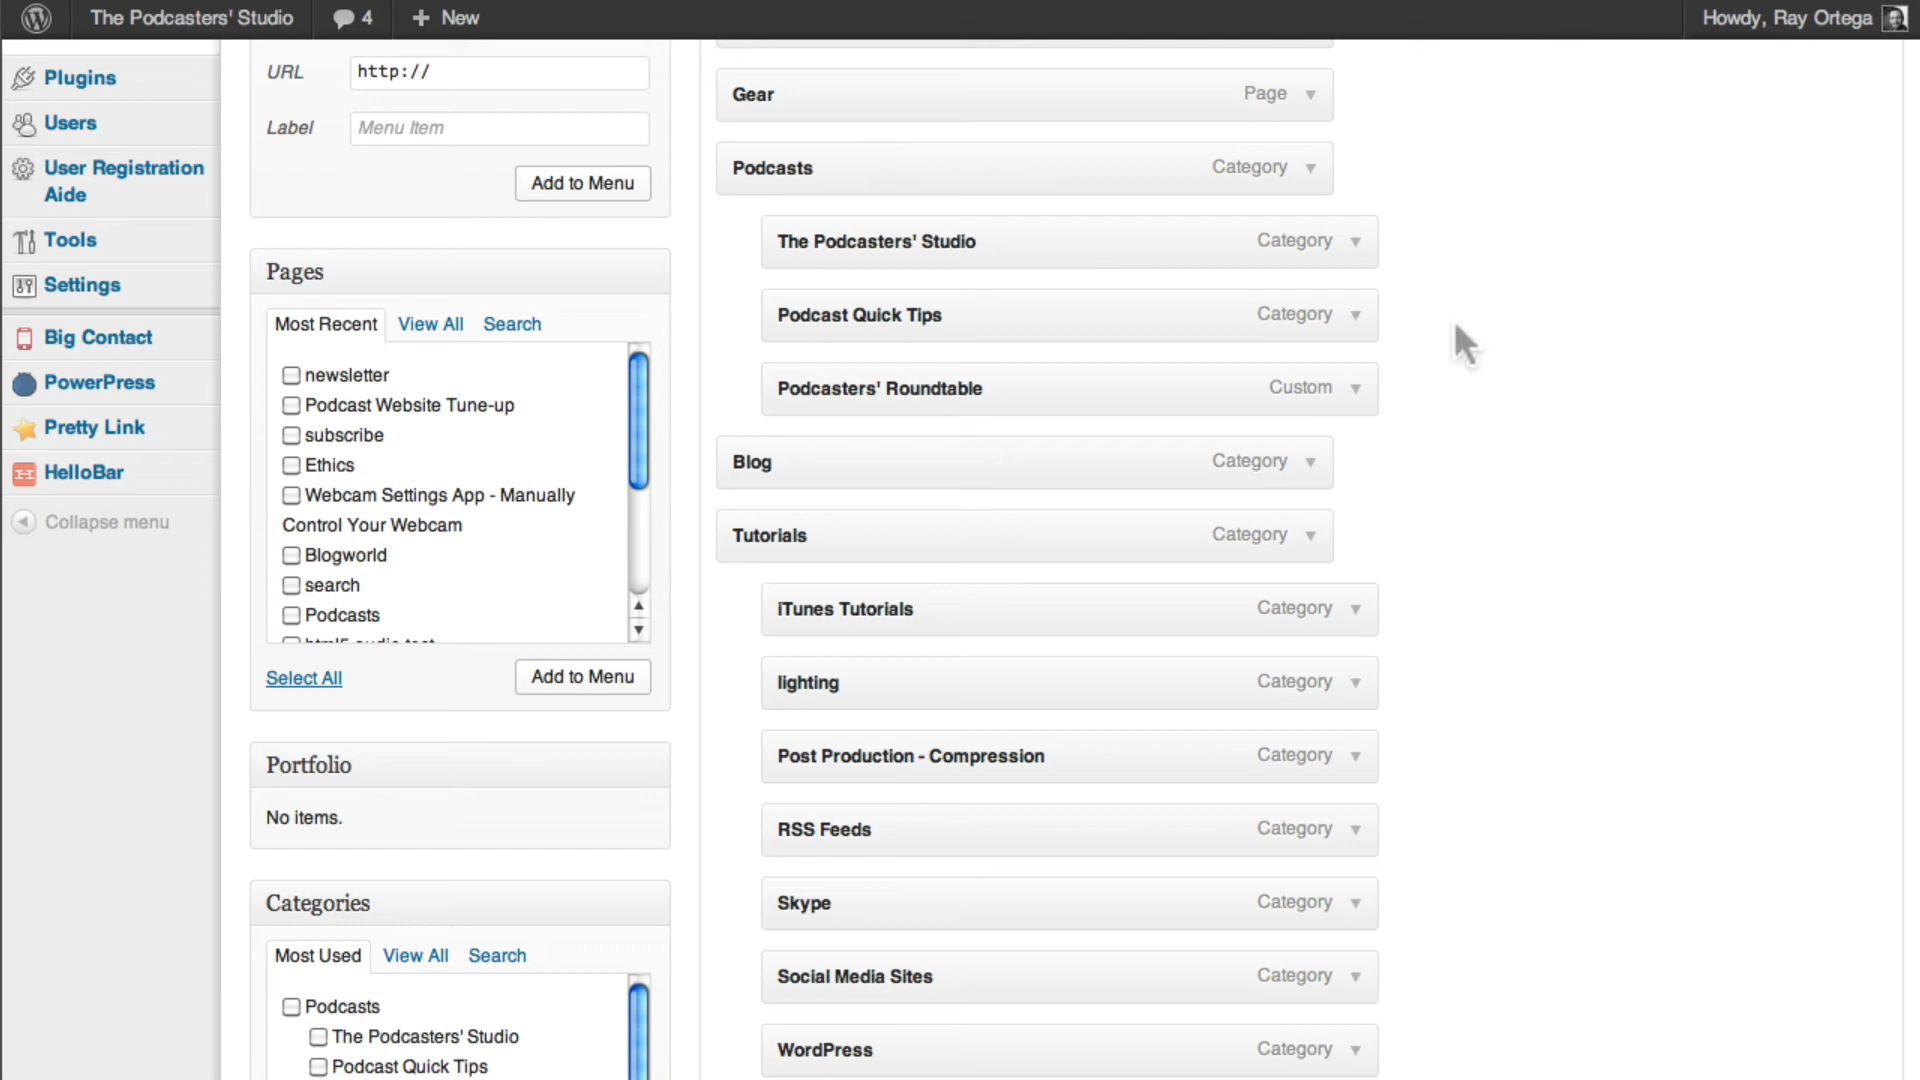 The Podcasters' Studio
4
New
Howdy, Ray Ortega
Plugins
Users
User Registration
Aide
Tools
Settings
Big Contact
PowerPress
Pretty Link
HelloBar
Collapse menu
URL
http://
Label
Menu Item
Add to Menu
Pages
Most Recent
View All
Search
newsletter
Podcast Website Tune-up
subscribe
Ethics
Webcam Settings App - Manually
Control Your Webcam
Blogworld
search
Podcasts
html5 audio test
Select All
Add to Menu
Portfolio
No items.
Categories
Most Used
View All
Search
Podcasts
The Podcasters' Studio
Podcast Quick Tips
Gear
Page
Podcasts
Category
The Podcasters' Studio
Category
Podcast Quick Tips
Category
Podcasters' Roundtable
Custom
Blog
Category
Tutorials
Category
iTunes Tutorials
Category
lighting
Category
Post Production - Compression
Category
RSS Feeds
Category
Skype
Category
Social Media Sites
Category
WordPress
Category